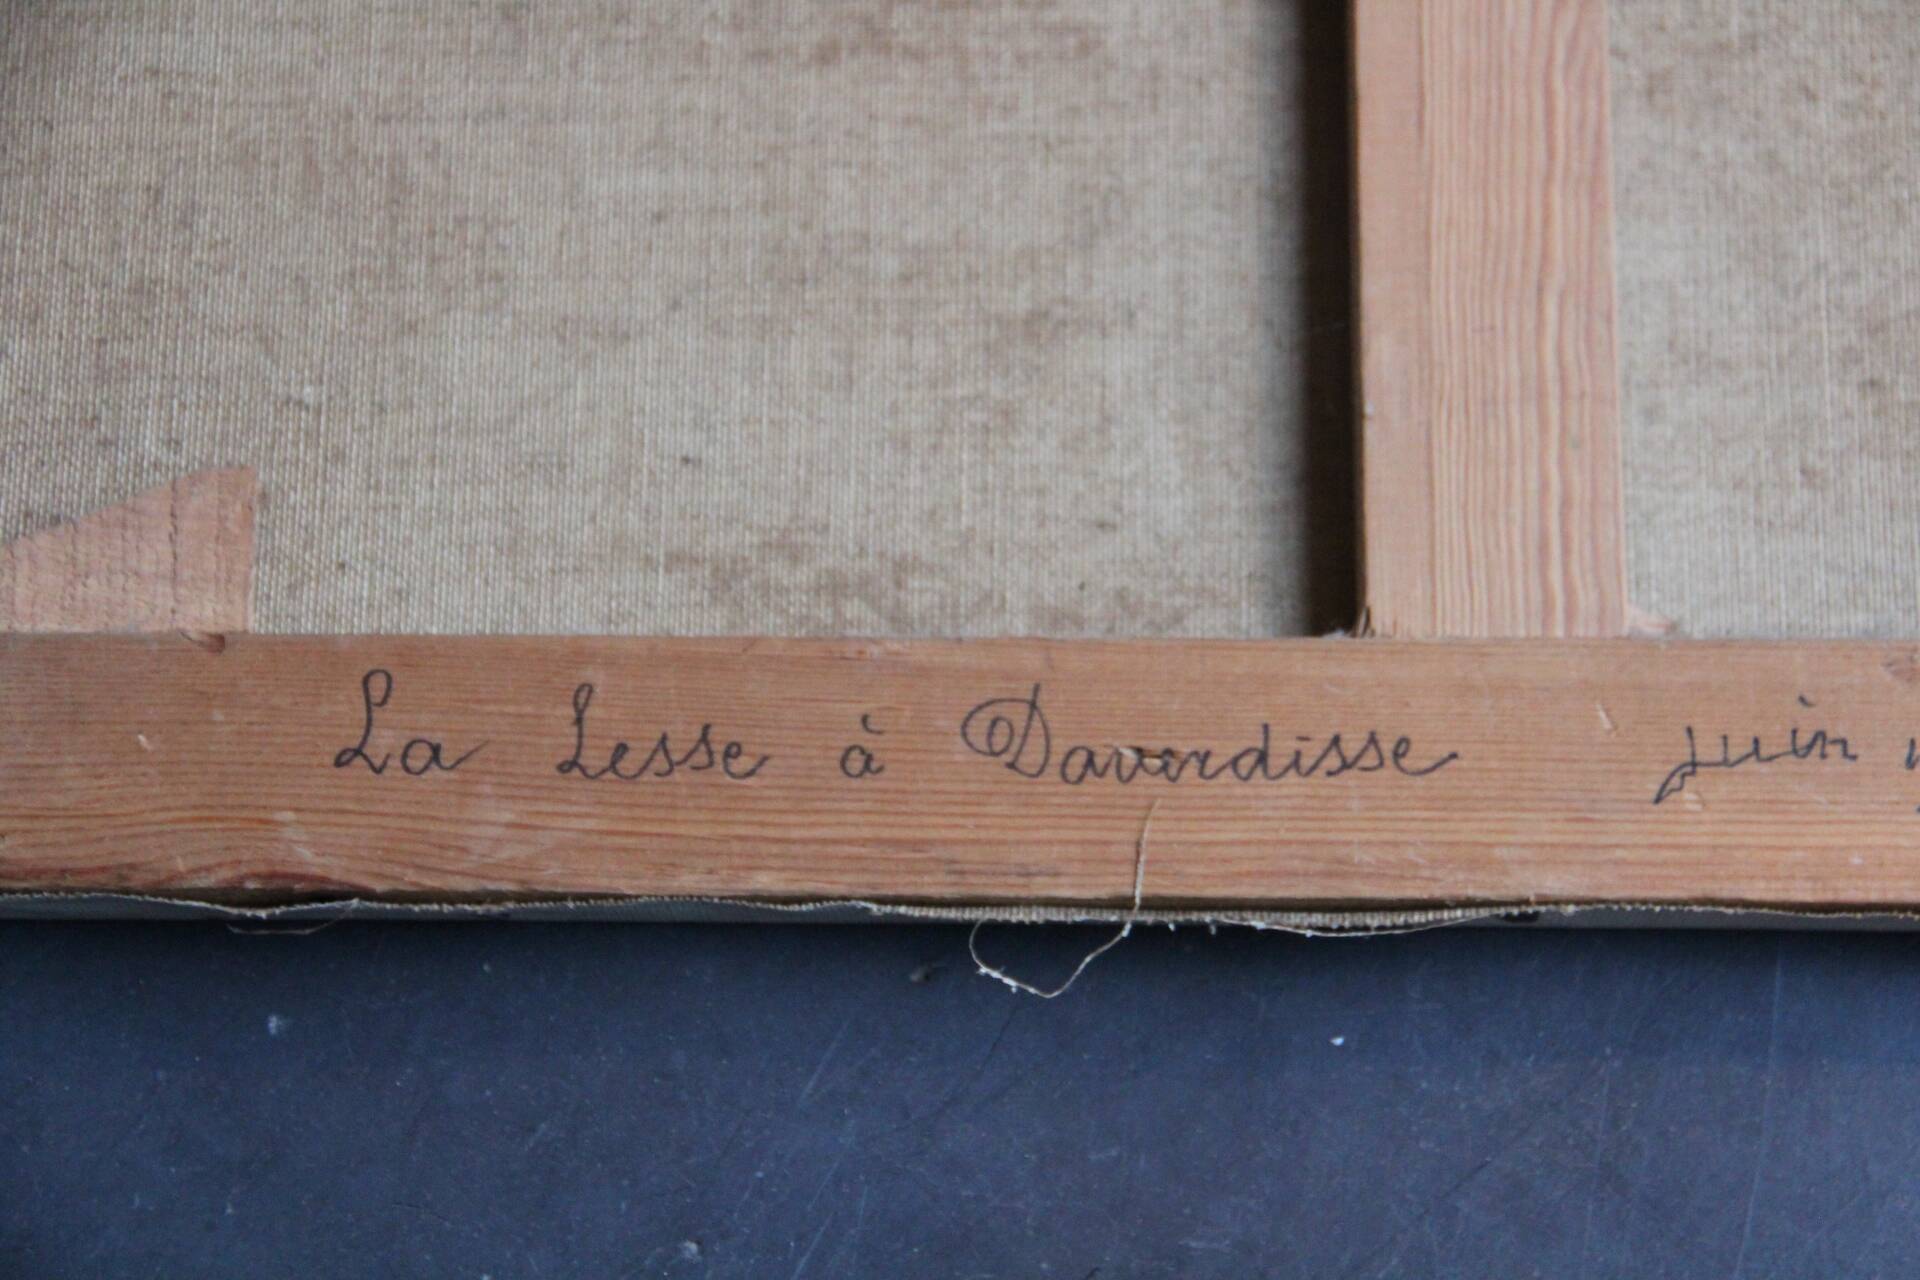 La Lesse à Daverdisse juin